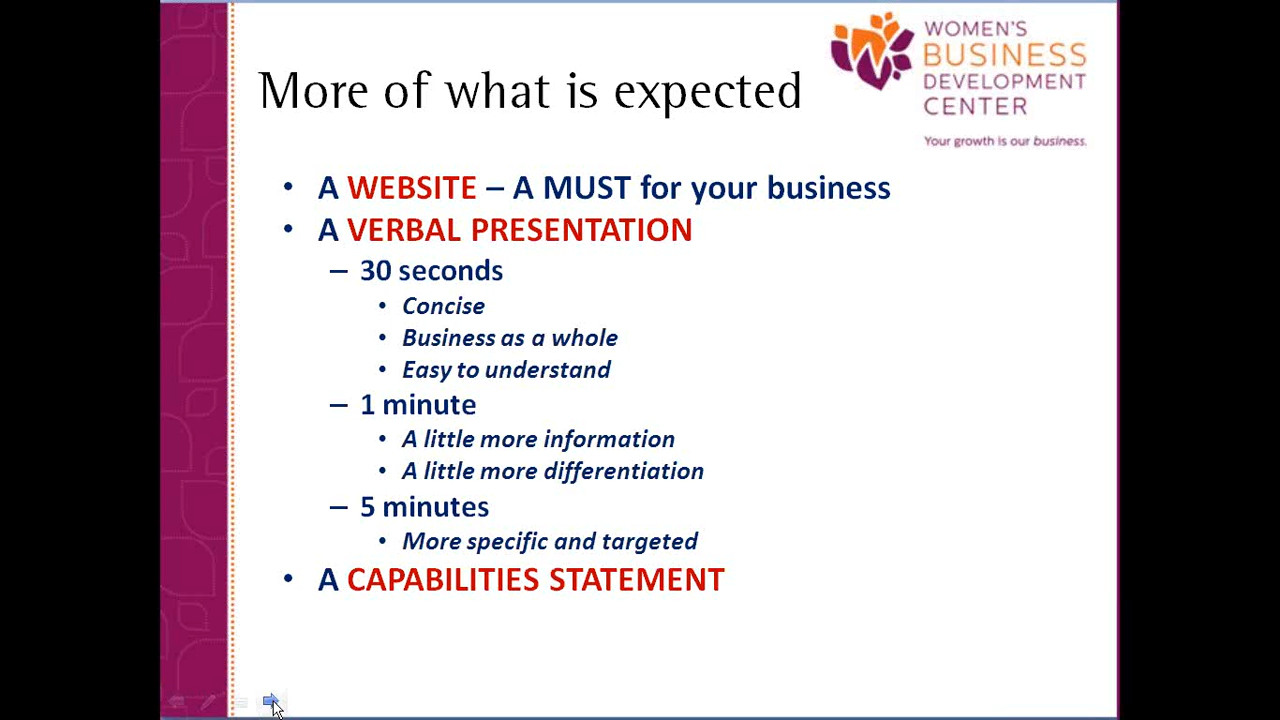 WOMEN'S
BUSINESS
DEVELOPMENT
CENTER
Your growth is our business.
More of what is expected
• A WEBSITE – A MUST for your business
• A VERBAL PRESENTATION
– 30 seconds
• Concise
• Business as a whole
• Easy to understand
– 1 minute
• A little more information
• A little more differentiation
– 5 minutes
• More specific and targeted
• A CAPABILITIES STATEMENT